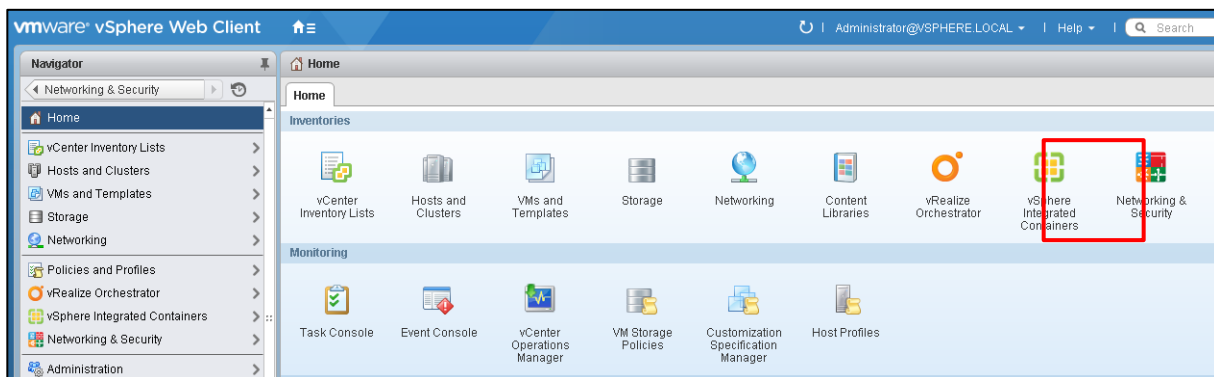 vmware® vSphere Web Client
Administrator@VSPHERE.LOCAL
Help
Search
Navigator
Networking & Security
Home
vCenter Inventory Lists
Hosts and Clusters
VMs and Templates
Storage
Networking
Policies and Profiles
vRealize Orchestrator
vSphere Integrated Containers
Networking & Security
Administration
Home
Home
Inventories
vCenter
Inventory Lists
Hosts and
Clusters
VMs and
Templates
Storage
Networking
Content
Libraries
vRealize
Orchestrator
vSphere
Integrated
Containers
Networking &
Security
Monitoring
Task Console
Event Console
vCenter
Operations
Manager
VM Storage
Policies
Customization
Specification
Manager
Host Profiles